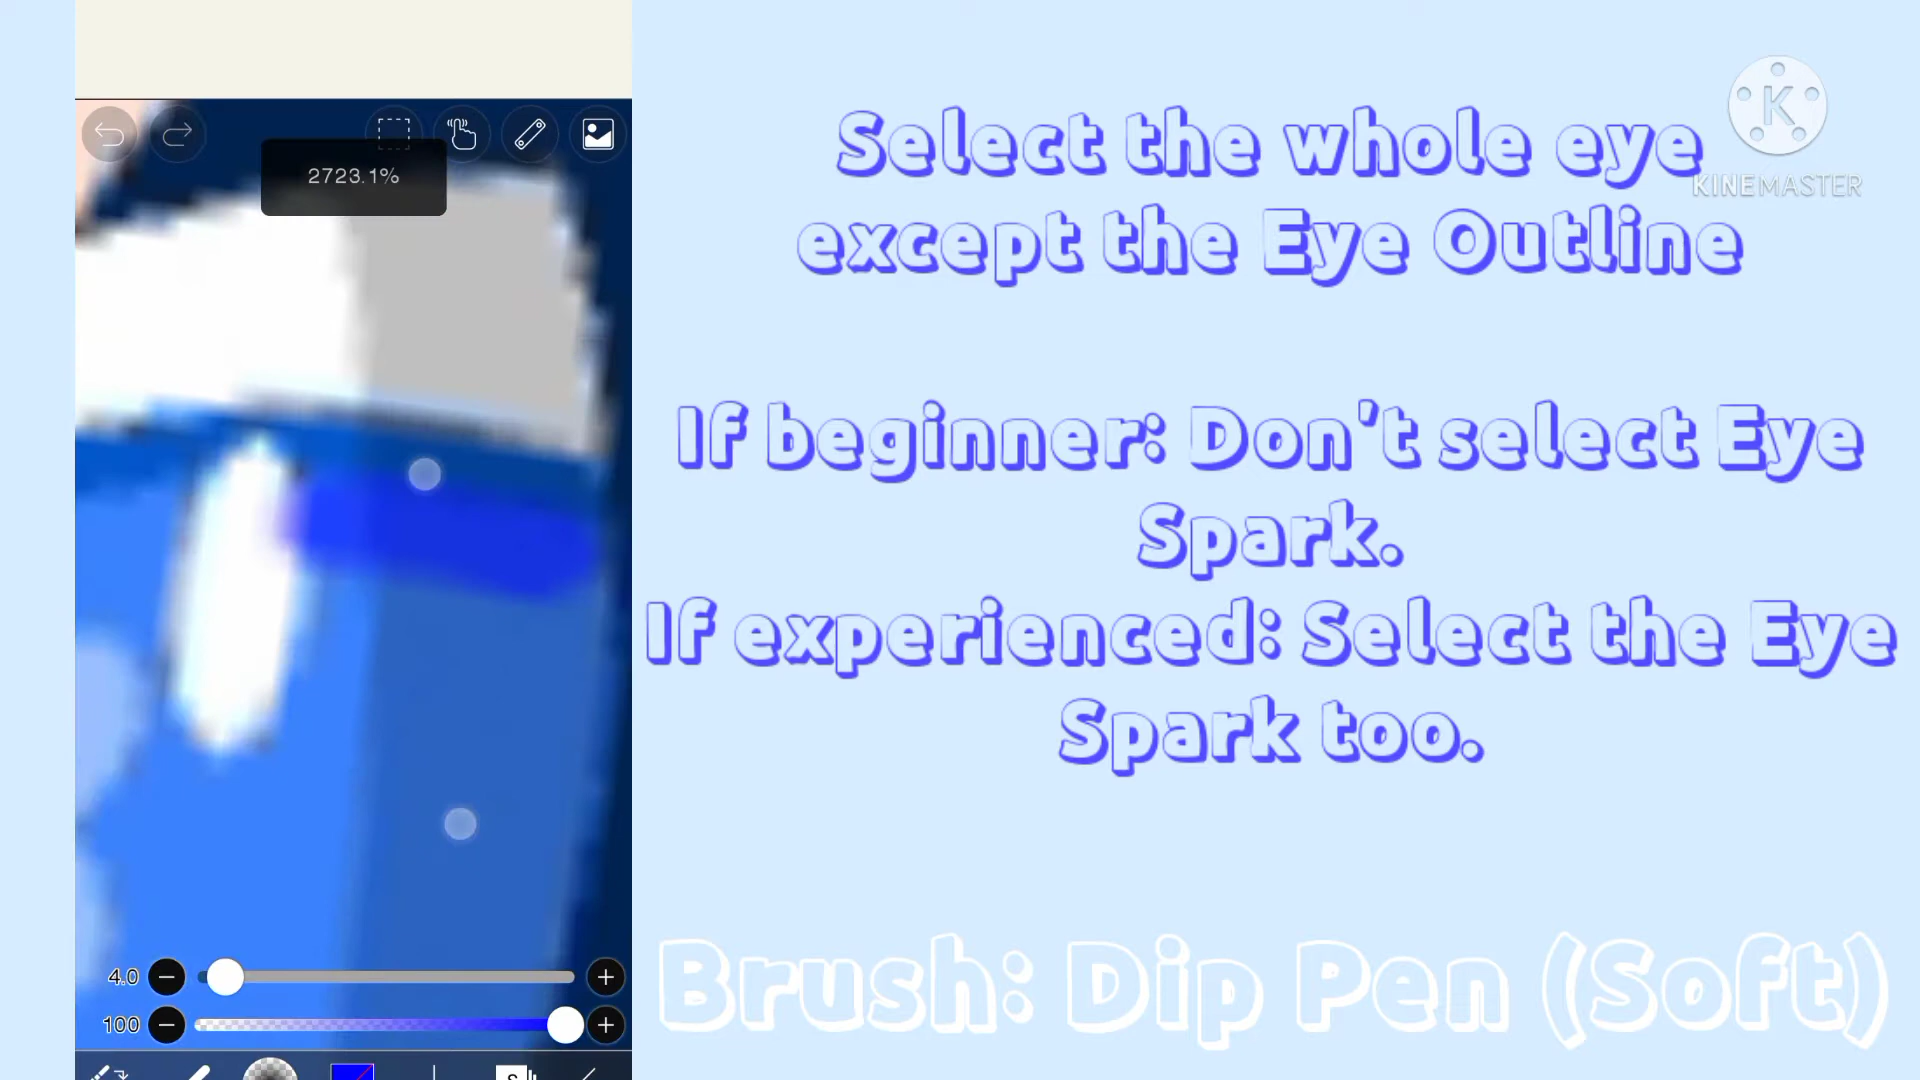 2723.1%
Select the whole eye
except the Eye Outline
K
KINEMASTER
If beginner: Don't select Eye
Spark.
If experienced: Select the Eye
Spark too.
4.0
100
Brush: Dip Pen (Soft)